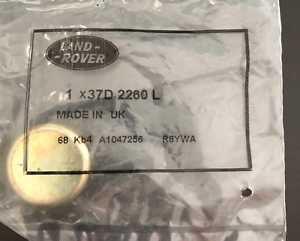 LAND-
-ROVER
1 x37D 2260 L
MADE IN UK
68 Kb4 A1047256 R8YWA